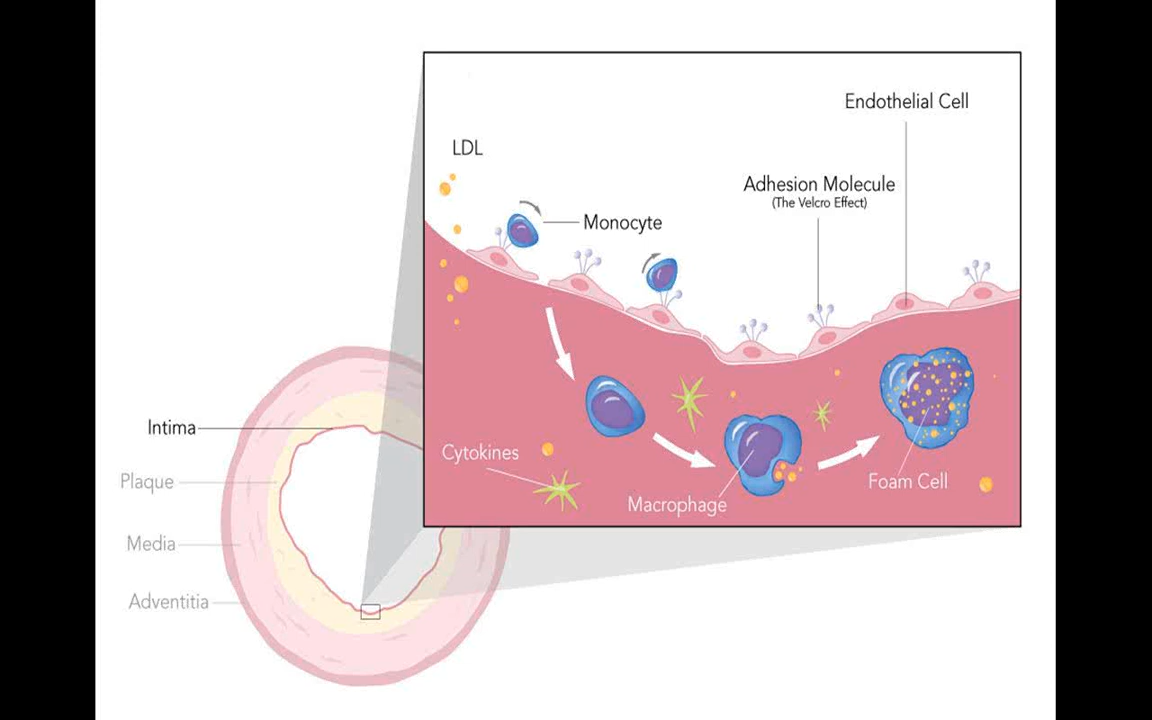 Endothelial Cell
LDL
Adhesion Molecule
(The Velcro Effect)
Monocyte
Intima
Cytokines
Plaque
Foam Cell
Macrophage
Media
Adventitia